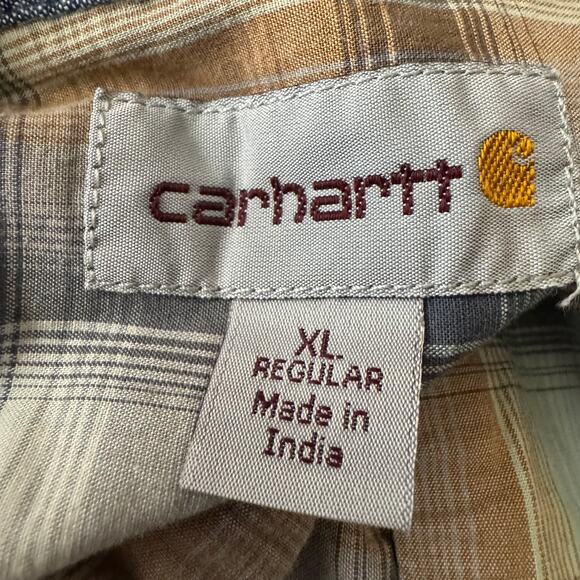 carhartt
XL
REGULAR
Made in
India